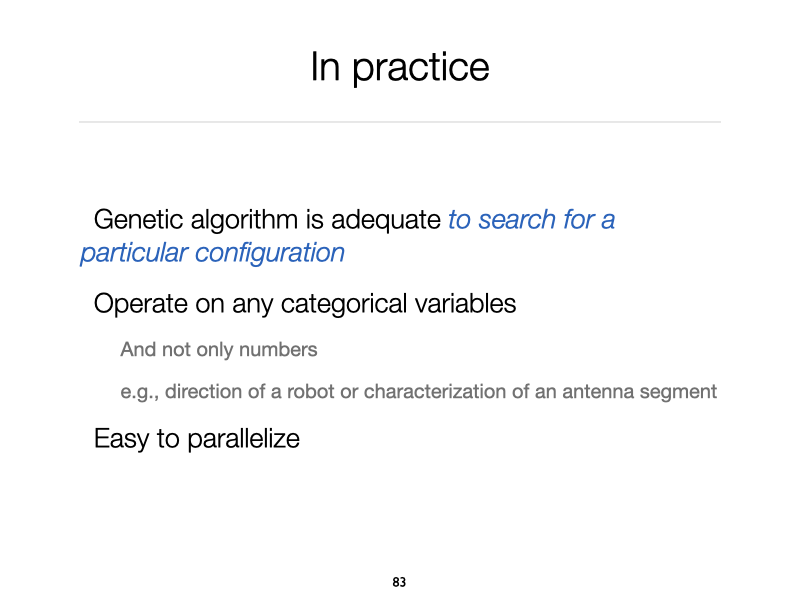 In practice
Genetic algorithm is adequate to search for a
particular configuration
Operate on any categorical variables
And not only numbers
e.g., direction of a robot or characterization of an antenna segment
Easy to parallelize
83